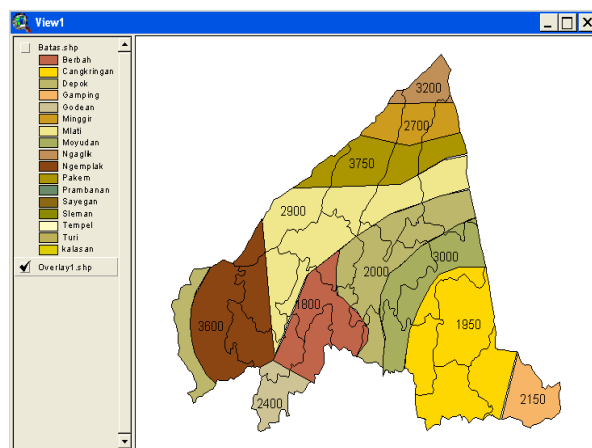 View1
Batas.shp
Berbah
Cangkringan
Depok
Gamping
Godean
Minggir
Mlati
Moyudan
Ngaglik
Ngemplak
Pakem
Prambanan
Sayegan
Sleman
Tempel
Turi
kalasan
Overlay1.shp
3200
2700
3750
2900
3000
2000
1800
1950
3600
2150
2400